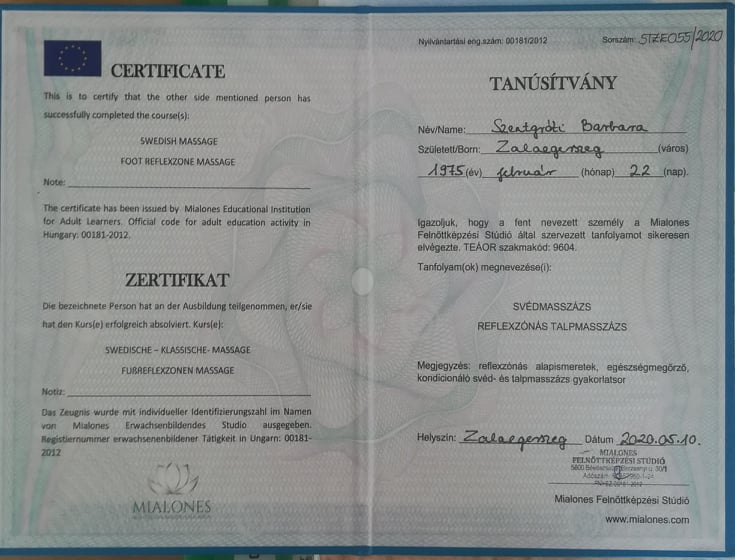 CERTIFICATE
This is to certify that the other side mentioned person has
successfully completed the course(s):
SWEDISH MASSAGE
FOOT REFLEXZONE MASSAGE
Note:
The certificate has been issued by Mialones Educational Institution
for Adult Learners. Official code for adult education activity in
Hungary: 00181-2012.
ZERTIFIKAT
Die bezeichnete Person hat an der Ausbildung teilgenommen, er/sie
hat den Kurs(e) erfolgreich absolviert. Kurs(e):
SWEDISCHE – KLASSISCHE- MASSAGE
FUßREFLEXZONEN MASSAGE
Notiz:
Das Zeugnis wurde mit individueller Identifizierungszahl im Namen
von Mialones Erwachsenbildendes Studio ausgegeben.
Registiernummer erwachsenenbildener Tätigkeit in Ungarn: 00181-
2012
MIALONES
Nyilvántartási eng.szám: 00181/2012
Sorszám: STZE055/2020
TANÚSÍTVÁNY
Név/Name: Szentgróti Barbara
Született/Born: Zalaegerszeg (város)
1975 (év) február (hónap) 22 (nap).
Igazoljuk, hogy a fent nevezett személy a Mialones
Felnőttképzési Stúdió által szervezett tanfolyamot sikeresen
elvégezte. TEÁOR szakmakód: 9604.
Tanfolyam(ok) megnevezése(i):
SVÉDMASSZÁZS
REFLEXZÓNÁS TALPMASSZÁZS
Megjegyzés: reflexzónás alapismeretek, egészségmegőrző,
kondicionáló svéd- és talpmasszázs gyakorlatsor
Helyszín: Zalaegerszeg Dátum 2020.05.10.
MIALONES
FELNŐTTKÉPZÉSI STÚDIÓ
Mialones Felnőttképzési Stúdió
www.mialones.com